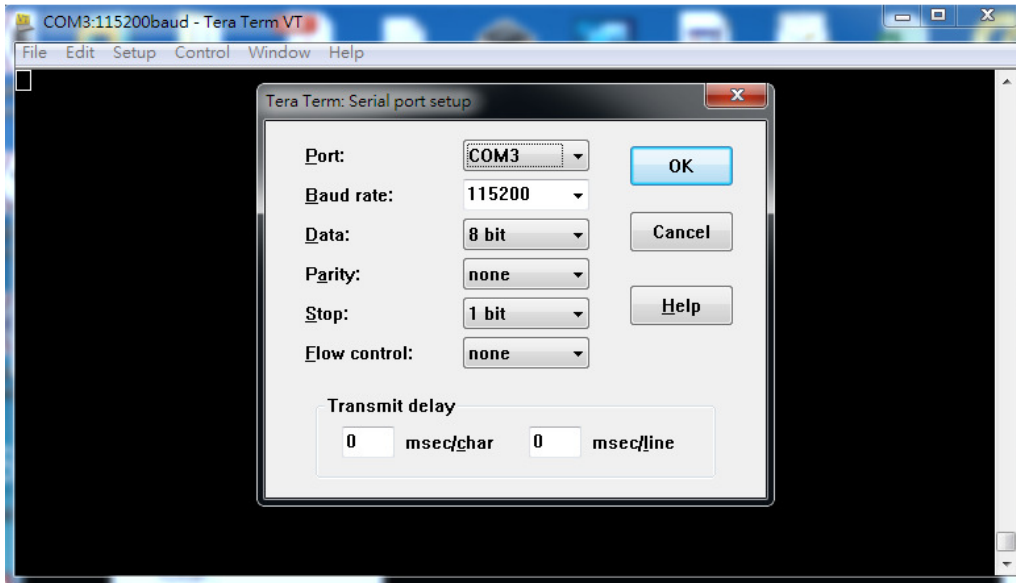 COM3:115200baud - Tera Term VT
File Edit Setup Control Window Help
Tera Term: Serial port setup
Port: COM3 OK
Baud rate: 115200
Data: 8 bit Cancel
Parity: none
Stop: 1 bit Help
Flow control: none
Transmit delay
0 msec/char 0 msec/line